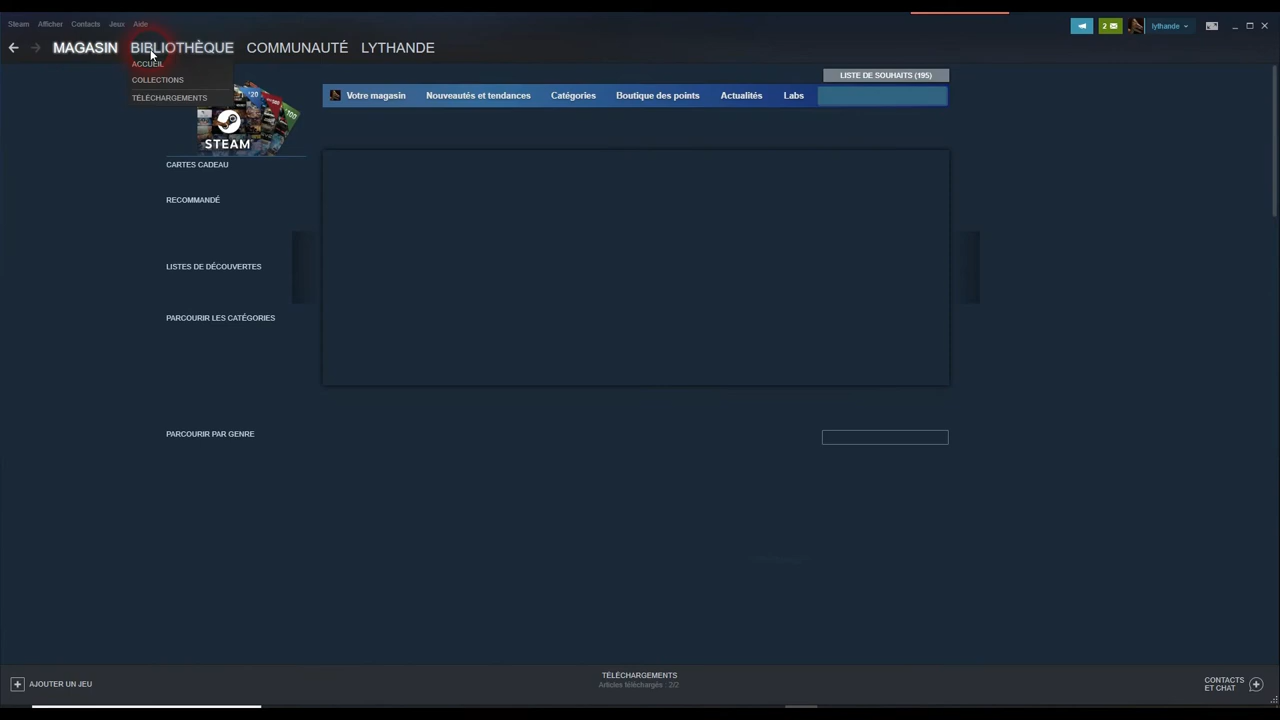 Steam Afficher Contacts Jeux Aide
2
lythande
MAGASIN BIBLIOTHÈQUE COMMUNAUTÉ LYTHANDE
ACCUEIL
COLLECTIONS
TÉLÉCHARGEMENTS
LISTE DE SOUHAITS (195)
Votre magasin Nouveautés et tendances Catégories Boutique des points Actualités Labs
STEAM
CARTES CADEAU
RECOMMANDÉ
LISTES DE DÉCOUVERTES
PARCOURIR LES CATÉGORIES
PARCOURIR PAR GENRE
AJOUTER UN JEU
TÉLÉCHARGEMENTS
Articles téléchargés : 2/2
CONTACTS
ET CHAT